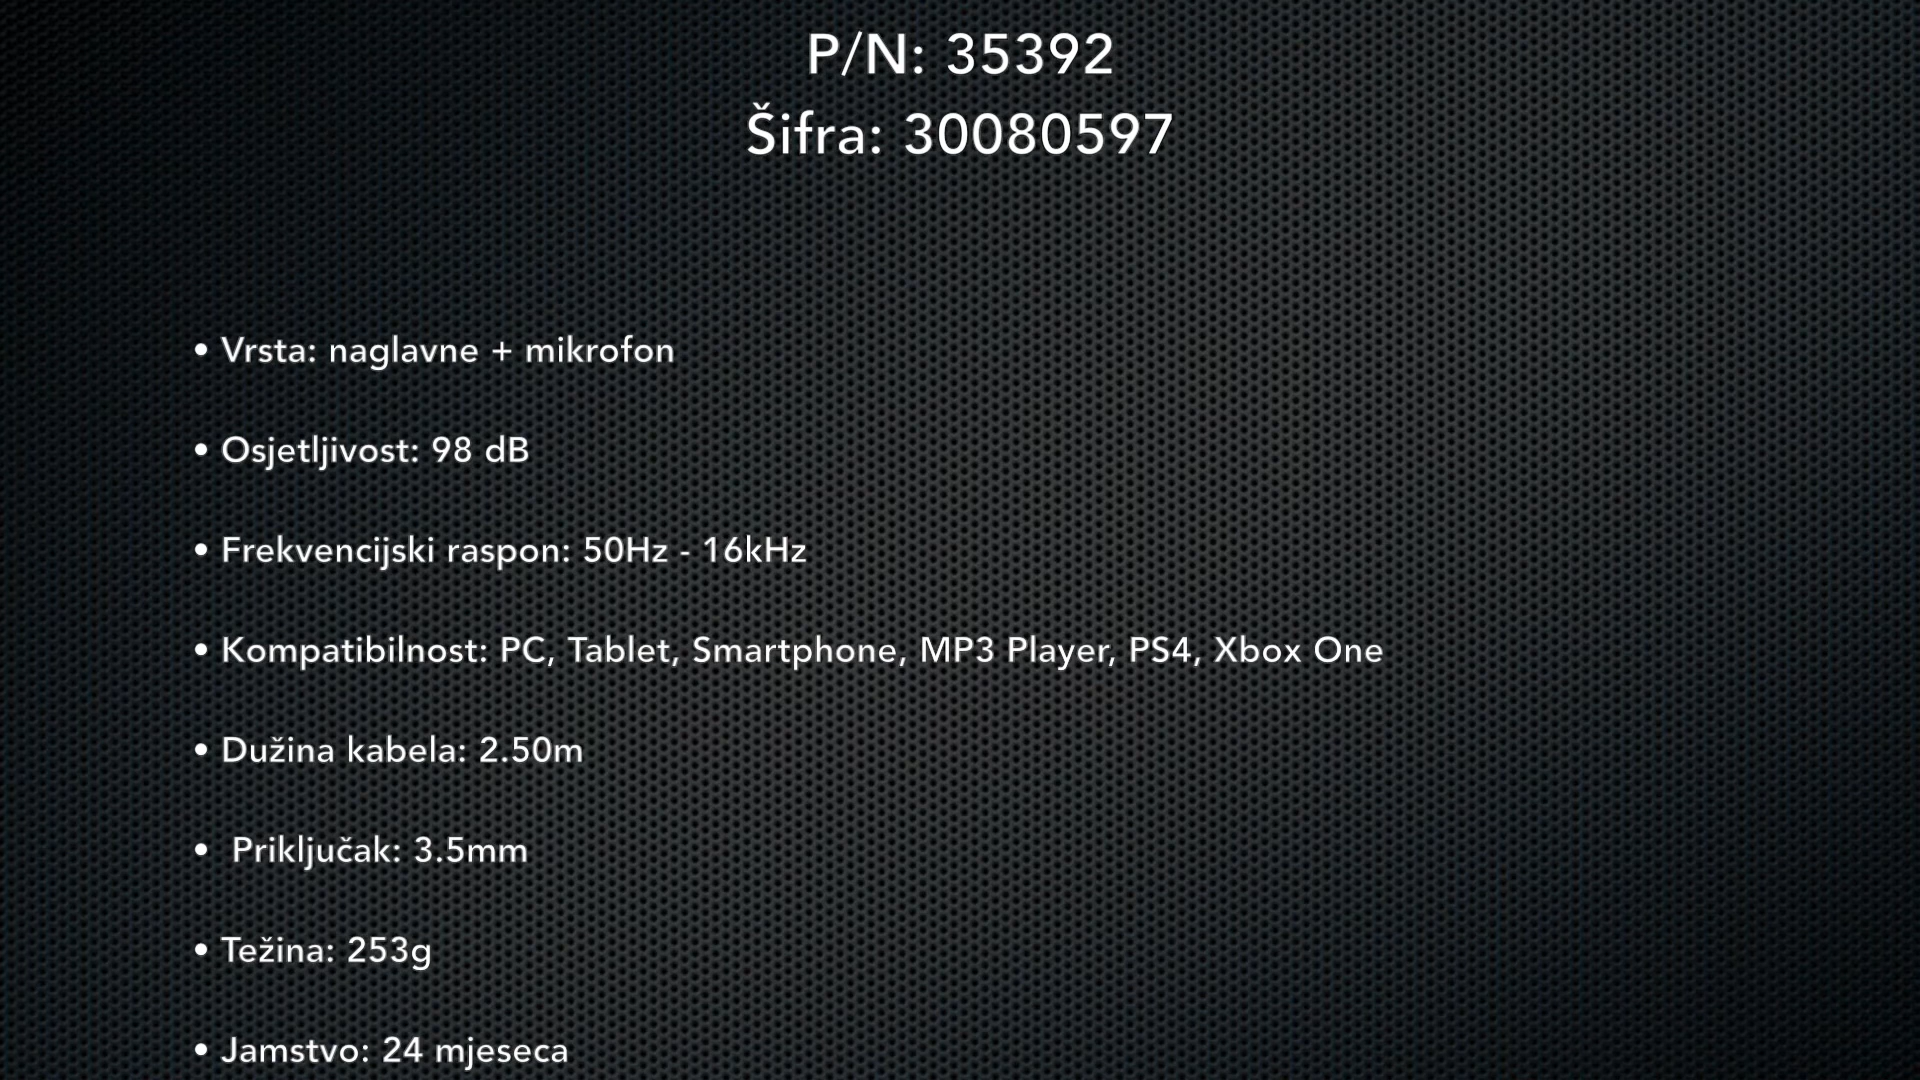 P/N: 35392
Šifra: 30080597
• Vrsta: naglavne + mikrofon
• Osjetljivost: 98 dB
• Frekvencijski raspon: 50Hz - 16kHz
• Kompatibilnost: PC, Tablet, Smartphone, MP3 Player, PS4, Xbox One
• Dužina kabela: 2.50m
• Priključak: 3.5mm
• Težina: 253g
• Jamstvo: 24 mjeseca